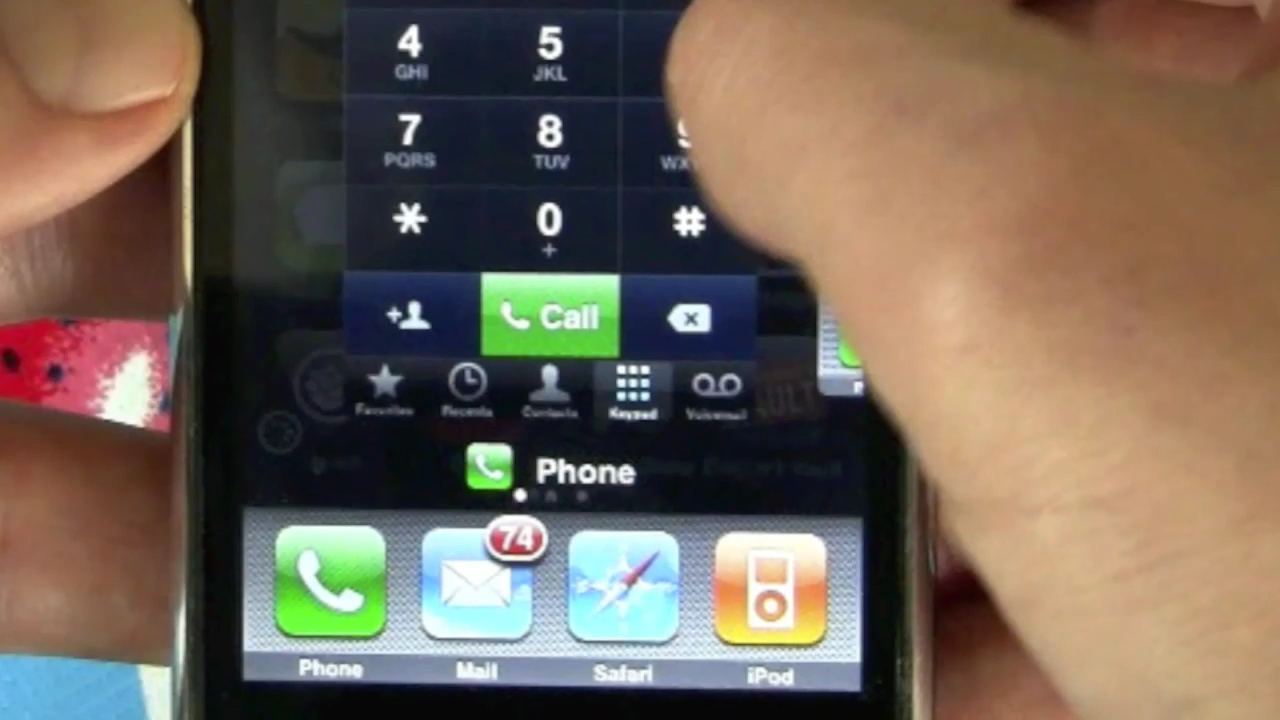 4 5
GHI JKL
7 8
PQRS TUV
* 0 #
+
Call
Favorites Recents Contacts Keypad Voicemail
Phone
74
Phone Mail Safari iPod